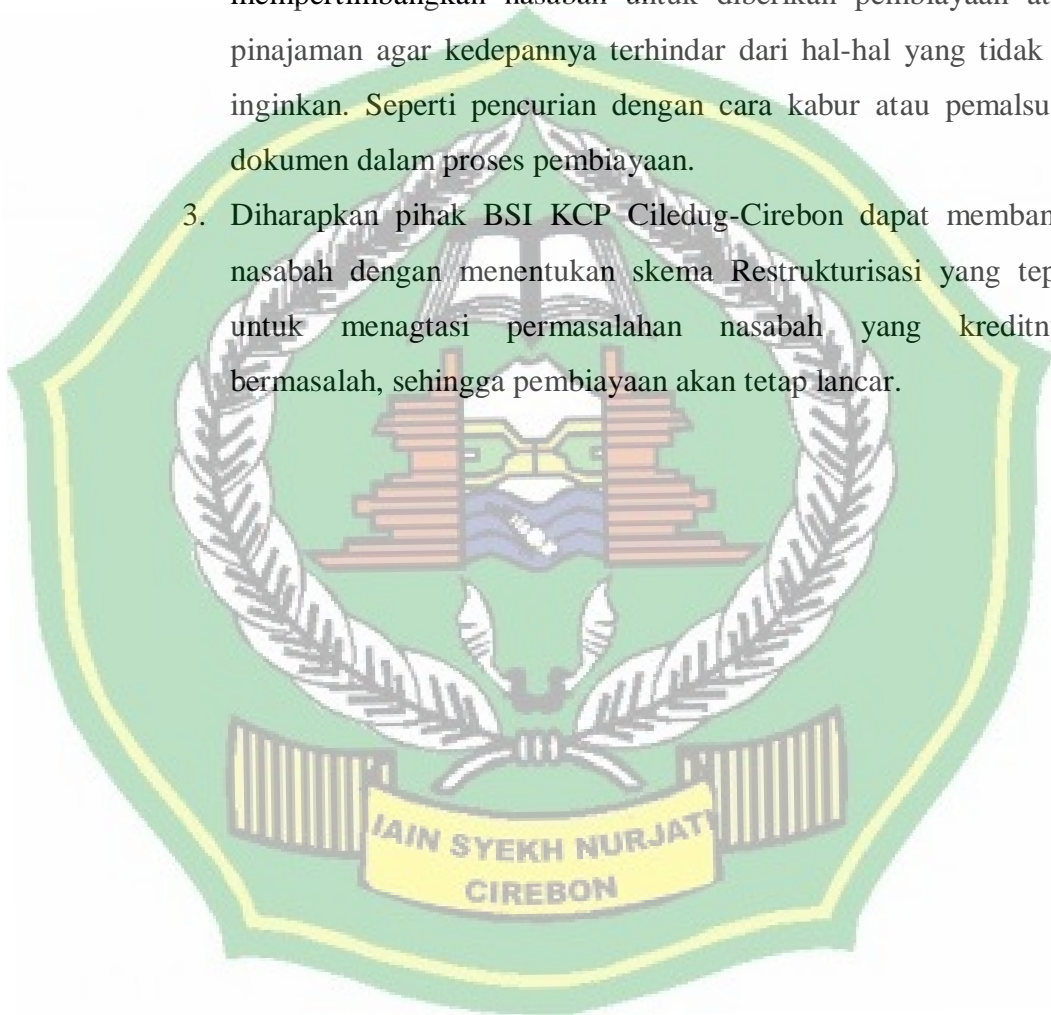 mempertimbangkan nasabah untuk diberikan pembiayaan at
pinajaman agar kedepannya terhindar dari hal-hal yang tidak
inginkan. Seperti pencurian dengan cara kabur atau pemalsu
dokumen dalam proses pembiayaan.
3. Diharapkan pihak BSI KCP Ciledug-Cirebon dapat memban
nasabah dengan menentukan skema Restrukturisasi yang tep
untuk menagtasi permasalahan nasabah yang kreditn
bermasalah, sehingga pembiayaan akan tetap lancar.
IAIN SYEKH NURJATI
CIREBON